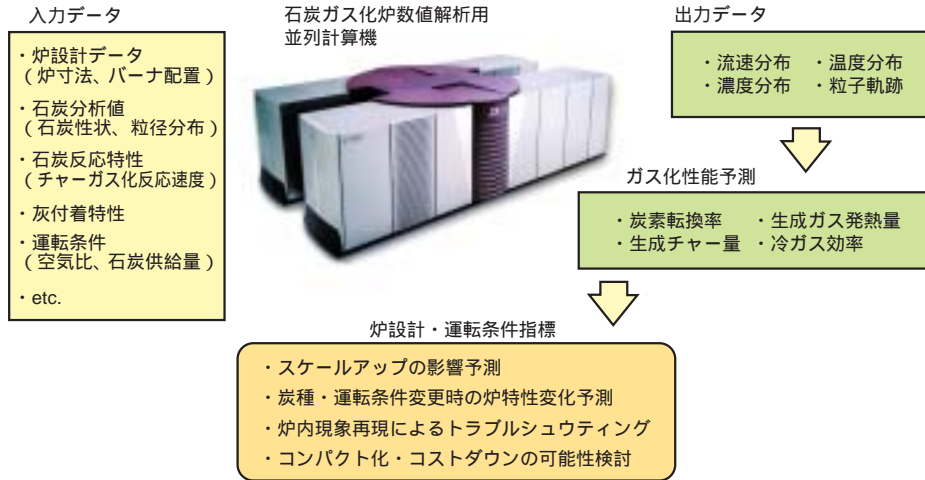 入力データ
・炉設計データ
（炉寸法、バーナ配置）
・石炭分析値
（石炭性状、粒径分布）
・石炭反応特性
（チャーガス化反応速度）
・灰付着特性
・運転条件
（空気比、石炭供給量）
・etc.
石炭ガス化炉数値解析用
並列計算機
出力データ
・流速分布 ・温度分布
・濃度分布 ・粒子軌跡
ガス化性能予測
・炭素転換率 ・生成ガス発熱量
・生成チャー量 ・冷ガス効率
炉設計・運転条件指標
・スケールアップの影響予測
・炭種・運転条件変更時の炉特性変化予測
・炉内現象再現によるトラブルシュウティング
・コンパクト化・コストダウンの可能性検討